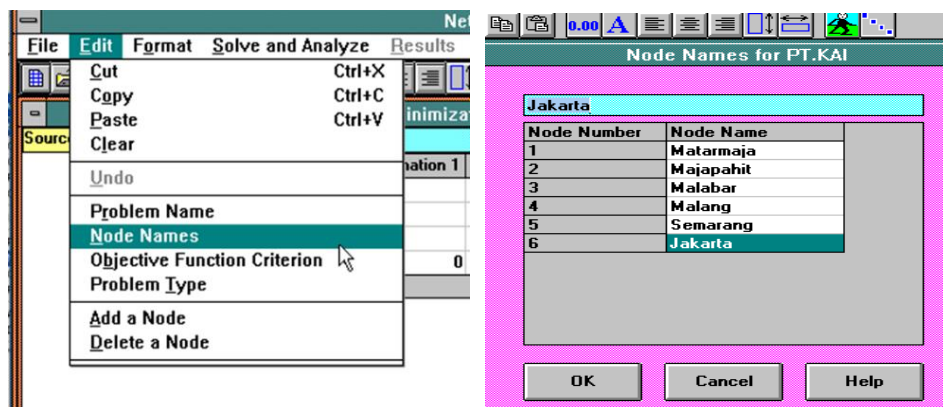 Net
File Edit Format Solve and Analyze Results
Cut Ctrl+X
Copy Ctrl+C
Paste Ctrl+V
Clear
Undo
Problem Name
Node Names
Objective Function Criterion
Problem Type
Add a Node
Delete a Node
inimiza
Sourc
nation 1
0
0.00 A
Node Names for PT.KAI
Jakarta
Node Number Node Name
1 Matarmaja
2 Majapahit
3 Malabar
4 Malang
5 Semarang
6 Jakarta
OK Cancel Help